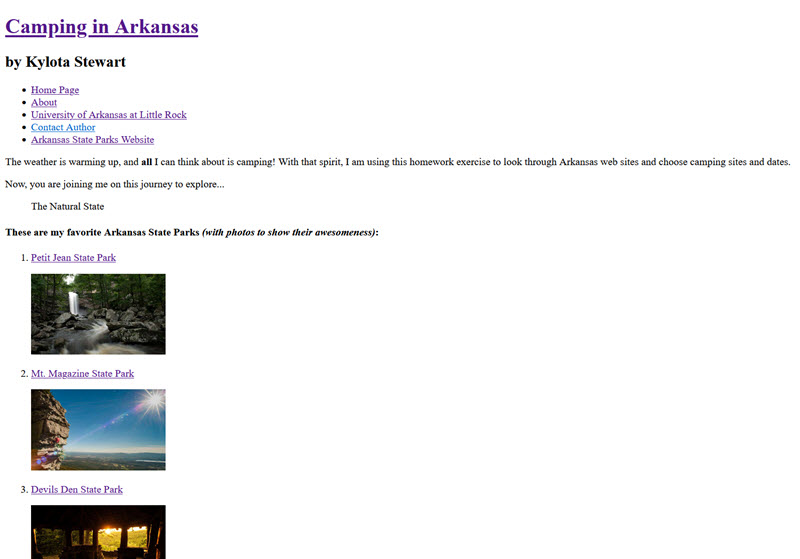 Camping in Arkansas
by Kylota Stewart
Home Page
About
University of Arkansas at Little Rock
Contact Author
Arkansas State Parks Website
The weather is warming up, and all I can think about is camping! With that spirit, I am using this homework exercise to look through Arkansas web sites and choose camping sites and dates.
Now, you are joining me on this journey to explore...
The Natural State
These are my favorite Arkansas State Parks (with photos to show their awesomeness):
1. Petit Jean State Park
2. Mt. Magazine State Park
3. Devils Den State Park